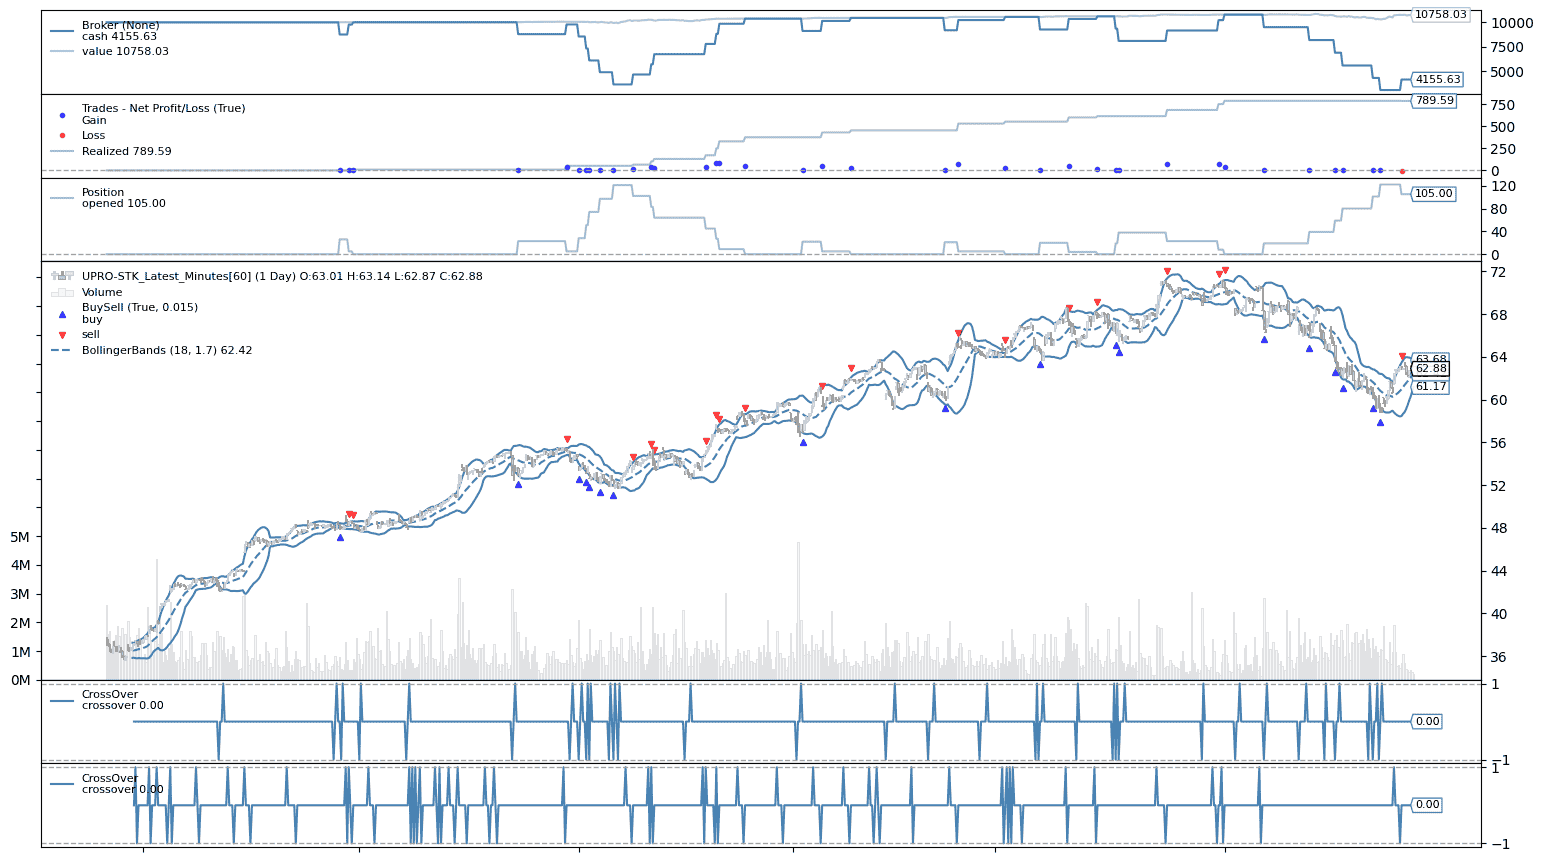 Broker (None)
cash 4155.63
value 10758.03
10758.03
10000
7500
5000
4155.63
Trades - Net Profit/Loss (True)
Gain
Loss
Realized 789.59
789.59
750
500
250
0
Position
opened 105.00
120
105.00
80
40
0
UPRO-STK_Latest_Minutes[60] (1 Day) O:63.01 H:63.14 L:62.87 C:62.88
Volume
BuySell (True, 0.015)
buy
sell
BollingerBands (18, 1.7) 62.42
72
68
64
63.68
62.88
61.17
60
56
52
48
44
40
36
5M
4M
3M
2M
1M
0M
CrossOver
crossover 0.00
1
0.00
−1
CrossOver
crossover 0.00
1
0.00
−1